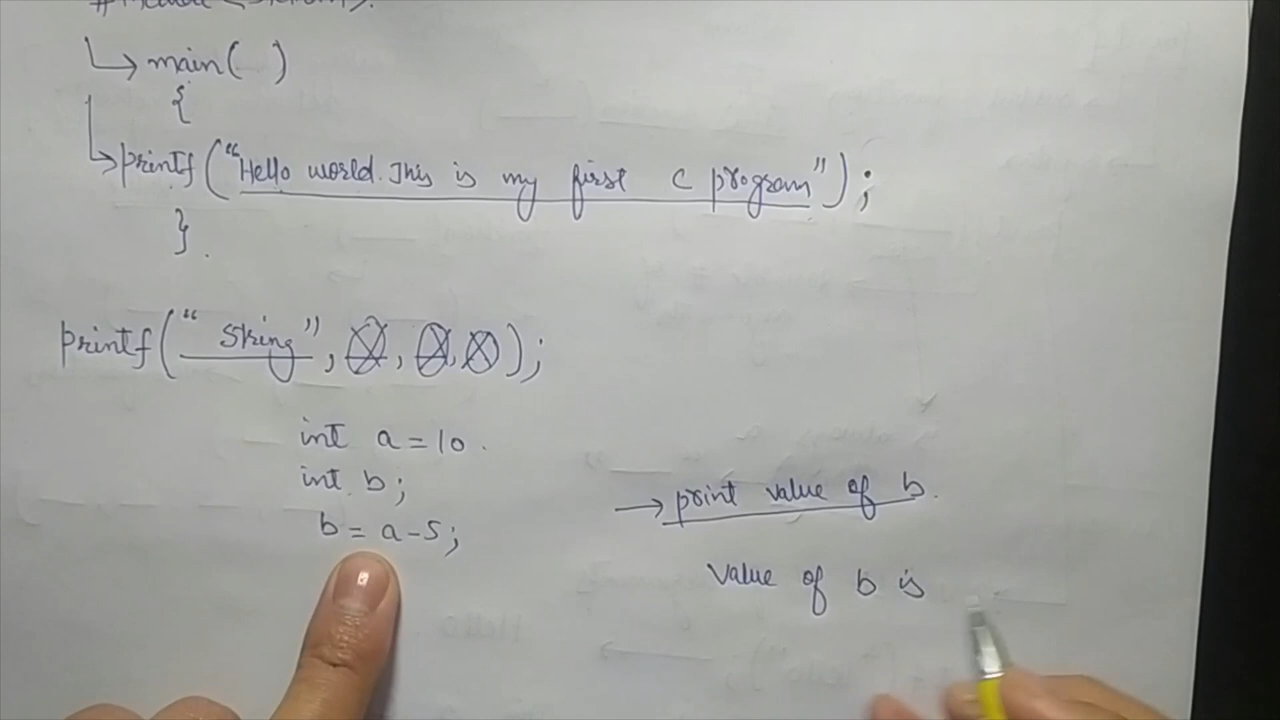 main( )
{
printf("Hello world. This is my first C program");
}.
printf("String", , , );
int a=10.
int b;
b = a-5;
→ print value of b.
Value of b is